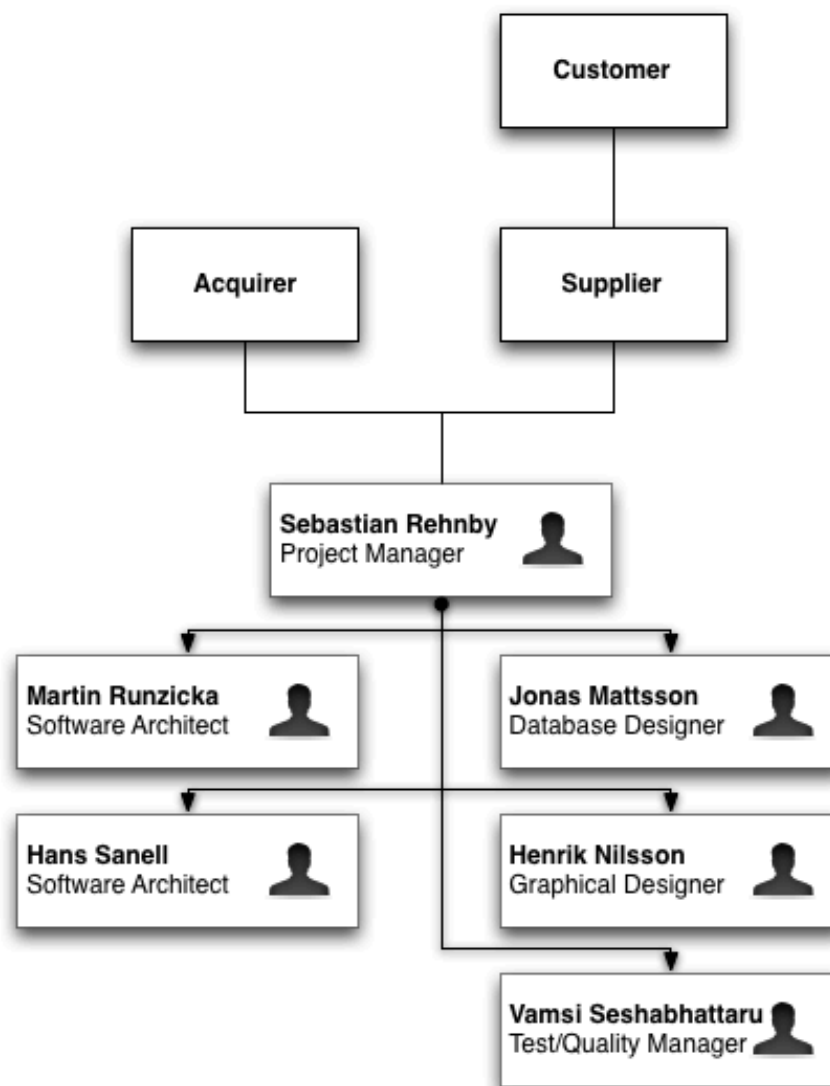 Customer
Acquirer
Supplier
Sebastian Rehnby
Project Manager
Martin Runzicka
Software Architect
Jonas Mattsson
Database Designer
Hans Sanell
Software Architect
Henrik Nilsson
Graphical Designer
Vamsi Seshabhattaru
Test/Quality Manager